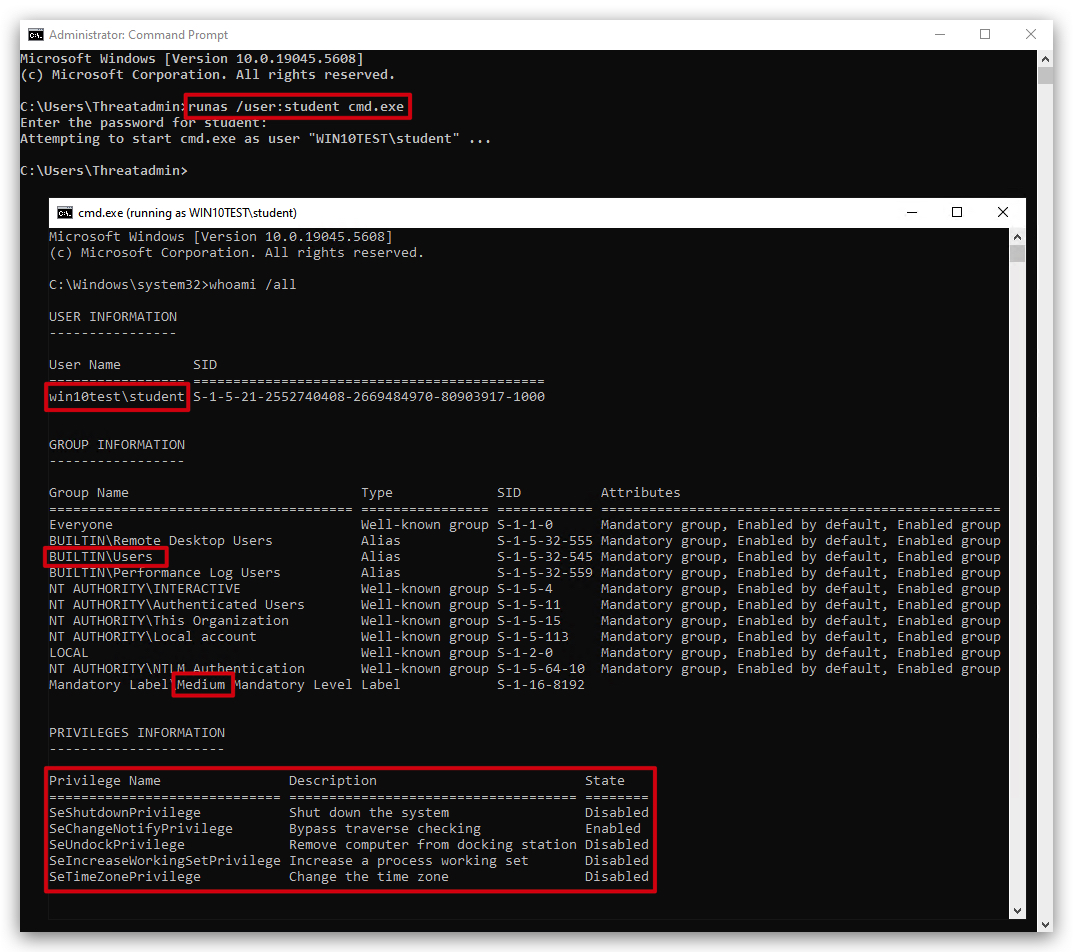 Administrator: Command Prompt
Microsoft Windows [Version 10.0.19045.5608]
(c) Microsoft Corporation. All rights reserved.
C:\Users\Threatadmin>runas /user:student cmd.exe
Enter the password for student:
Attempting to start cmd.exe as user "WIN10TEST\student" ...
C:\Users\Threatadmin>
cmd.exe (running as WIN10TEST\student)
Microsoft Windows [Version 10.0.19045.5608]
(c) Microsoft Corporation. All rights reserved.
C:\Windows\system32>whoami /all
USER INFORMATION
----------------
User Name         SID
================= ============================================
win10test\student S-1-5-21-2552740408-2669484970-80903917-1000
GROUP INFORMATION
-----------------
Group Name                             Type             SID          Attributes
====================================== ================ ============ ==================================================
Everyone                               Well-known group S-1-1-0      Mandatory group, Enabled by default, Enabled group
BUILTIN\Remote Desktop Users           Alias            S-1-5-32-555 Mandatory group, Enabled by default, Enabled group
BUILTIN\Users                          Alias            S-1-5-32-545 Mandatory group, Enabled by default, Enabled group
BUILTIN\Performance Log Users          Alias            S-1-5-32-559 Mandatory group, Enabled by default, Enabled group
NT AUTHORITY\INTERACTIVE               Well-known group S-1-5-4      Mandatory group, Enabled by default, Enabled group
NT AUTHORITY\Authenticated Users       Well-known group S-1-5-11     Mandatory group, Enabled by default, Enabled group
NT AUTHORITY\This Organization         Well-known group S-1-5-15     Mandatory group, Enabled by default, Enabled group
NT AUTHORITY\Local account             Well-known group S-1-5-113    Mandatory group, Enabled by default, Enabled group
LOCAL                                  Well-known group S-1-2-0      Mandatory group, Enabled by default, Enabled group
NT AUTHORITY\NTLM Authentication       Well-known group S-1-5-64-10  Mandatory group, Enabled by default, Enabled group
Mandatory Label\Medium Mandatory Level Label            S-1-16-8192
PRIVILEGES INFORMATION
----------------------
Privilege Name                Description                          State
============================= ==================================== ========
SeShutdownPrivilege           Shut down the system                 Disabled
SeChangeNotifyPrivilege       Bypass traverse checking             Enabled
SeUndockPrivilege             Remove computer from docking station Disabled
SeIncreaseWorkingSetPrivilege Increase a process working set       Disabled
SeTimeZonePrivilege           Change the time zone                 Disabled